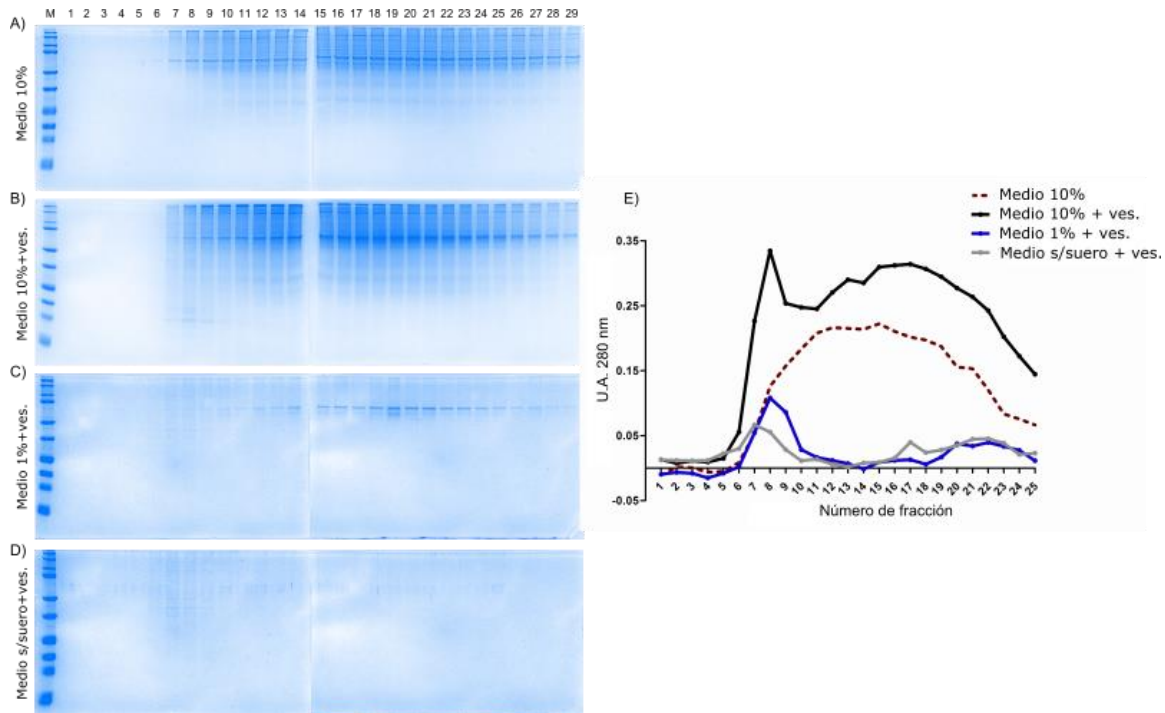 M 1 2 3 4 5 6 7 8 9 10 11 12 13 14 15 16 17 18 19 20 21 22 23 24 25 26 27 28 29
A)
Medio 10%
B)
Medio 10%+ves.
C)
Medio 1%+ves.
D)
Medio s/suero+ves.
E)
Medio 10%
Medio 10% + ves.
Medio 1% + ves.
Medio s/suero + ves.
0.35
0.25
0.15
0.05
-0.05
U.A. 280 nm
1 2 3 4 5 6 7 8 9 10 11 12 13 14 15 16 17 18 19 20 21 22 23 24 25
Número de fracción